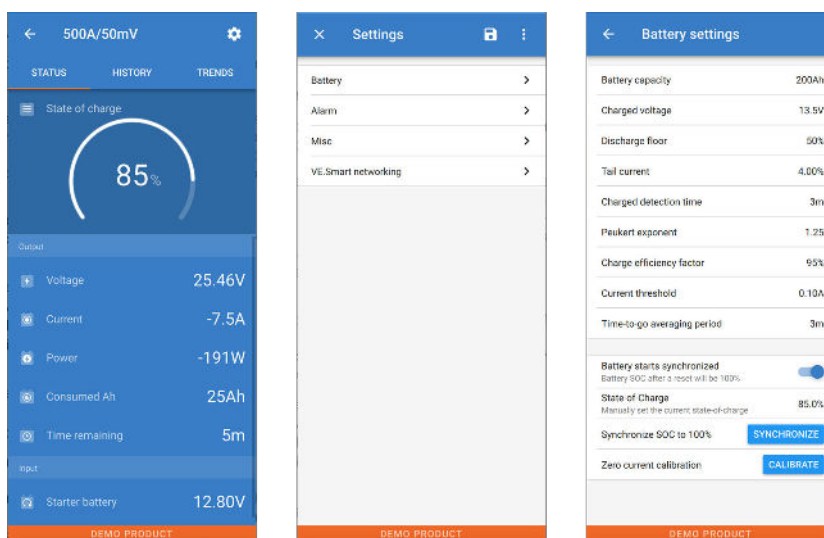 500A/50mV
STATUS HISTORY TRENDS
State of charge
85%
Output
Voltage 25.46V
Current -7.5A
Power -191W
Consumed Ah 25Ah
Time remaining 5m
Input
Starter battery 12.80V
DEMO PRODUCT
Settings
Battery
Alarm
Misc
VE.Smart networking
DEMO PRODUCT
Battery settings
Battery capacity 200Ah
Charged voltage 13.5V
Discharge floor 50%
Tail current 4.00%
Charged detection time 3m
Peukert exponent 1.25
Charge efficiency factor 95%
Current threshold 0.10A
Time-to-go averaging period 3m
Battery starts synchronized
Battery SOC after a reset will be 100%
State of Charge 85.0%
Manually set the current state-of-charge
Synchronize SOC to 100% SYNCHRONIZE
Zero current calibration CALIBRATE
DEMO PRODUCT